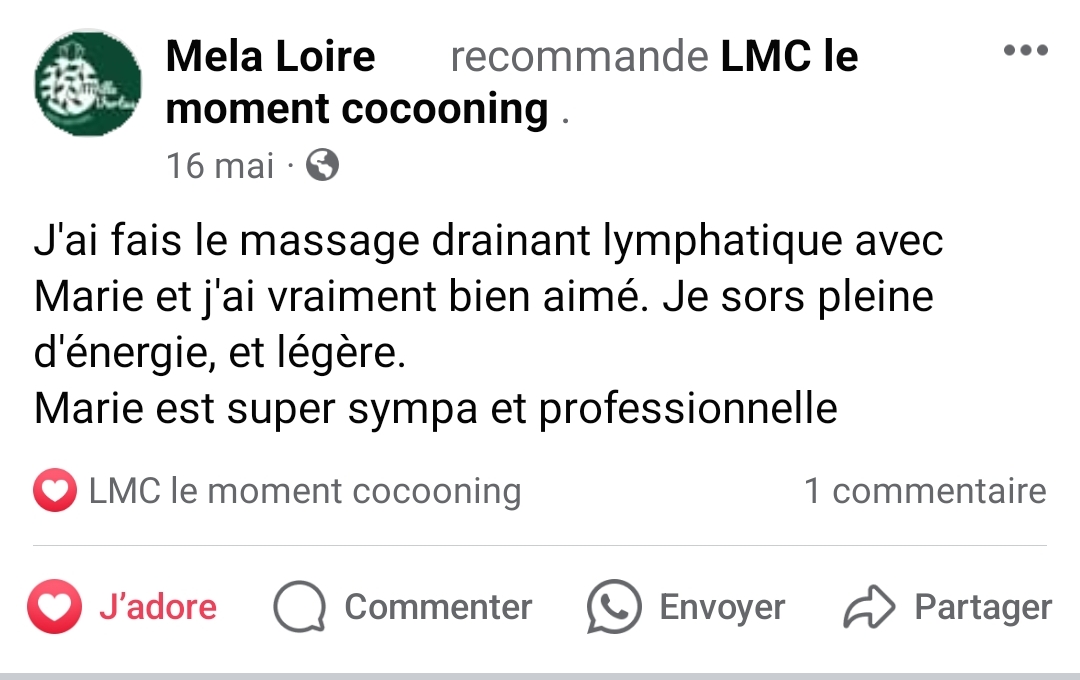 Mela Loire recommande LMC le
moment cocooning .
16 mai ·
J'ai fais le massage drainant lymphatique avec
Marie et j'ai vraiment bien aimé. Je sors pleine
d'énergie, et légère.
Marie est super sympa et professionnelle
LMC le moment cocooning 1 commentaire
J’adore Commenter Envoyer Partager